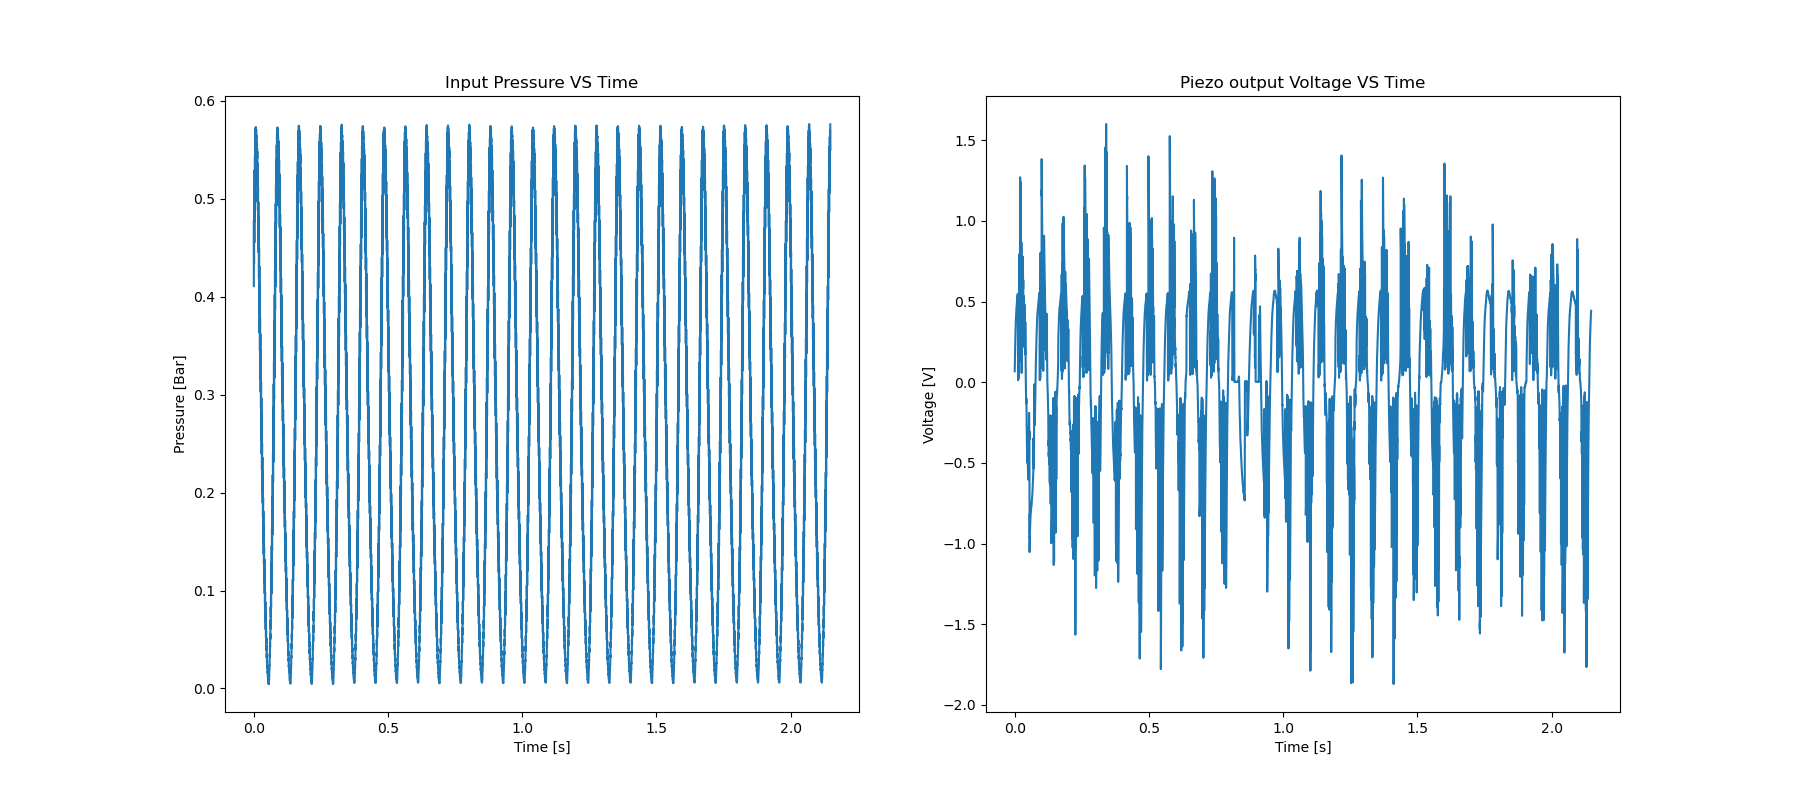 Input Pressure VS Time
0.6
0.5
0.4
0.3
0.2
0.1
0.0
Pressure [Bar]
0.0 0.5 1.0 1.5 2.0
Time [s]
Piezo output Voltage VS Time
1.5
1.0
0.5
0.0
−0.5
−1.0
−1.5
−2.0
Voltage [V]
0.0 0.5 1.0 1.5 2.0
Time [s]